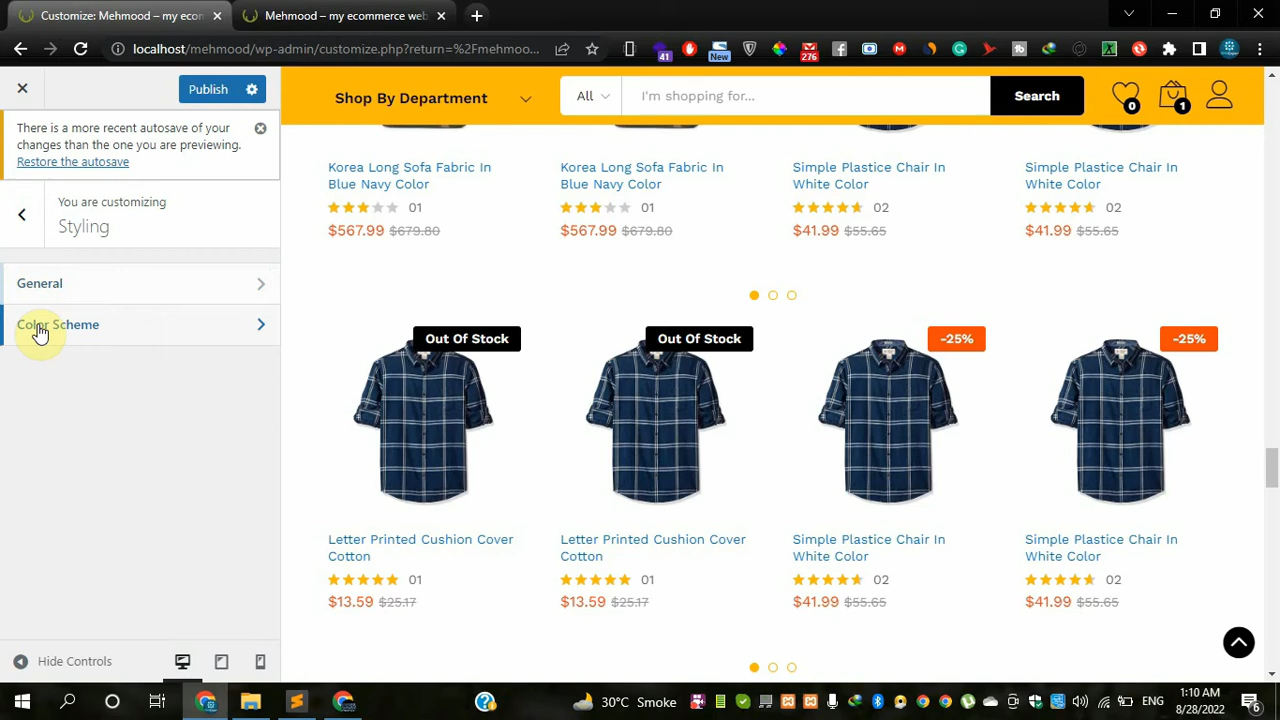 Customize: Mehmood – my ecom
Mehmood – my ecommerce web
localhost/mehmood/wp-admin/customize.php?return=%2Fmehmoo...
41
New
276
Publish
There is a more recent autosave of your
changes than the one you are previewing.
Restore the autosave
You are customizing
Styling
General
Color Scheme
Hide Controls
Shop By Department
All
I'm shopping for...
Search
0
1
Korea Long Sofa Fabric In
Blue Navy Color
01
$567.99 $679.80
Korea Long Sofa Fabric In
Blue Navy Color
01
$567.99 $679.80
Simple Plastice Chair In
White Color
02
$41.99 $55.65
Simple Plastice Chair In
White Color
02
$41.99 $55.65
Out Of Stock
Out Of Stock
-25%
-25%
Letter Printed Cushion Cover
Cotton
01
$13.59 $25.17
Letter Printed Cushion Cover
Cotton
01
$13.59 $25.17
Simple Plastice Chair In
White Color
02
$41.99 $55.65
Simple Plastice Chair In
White Color
02
$41.99 $55.65
30°C Smoke
ENG
1:10 AM
8/28/2022
6